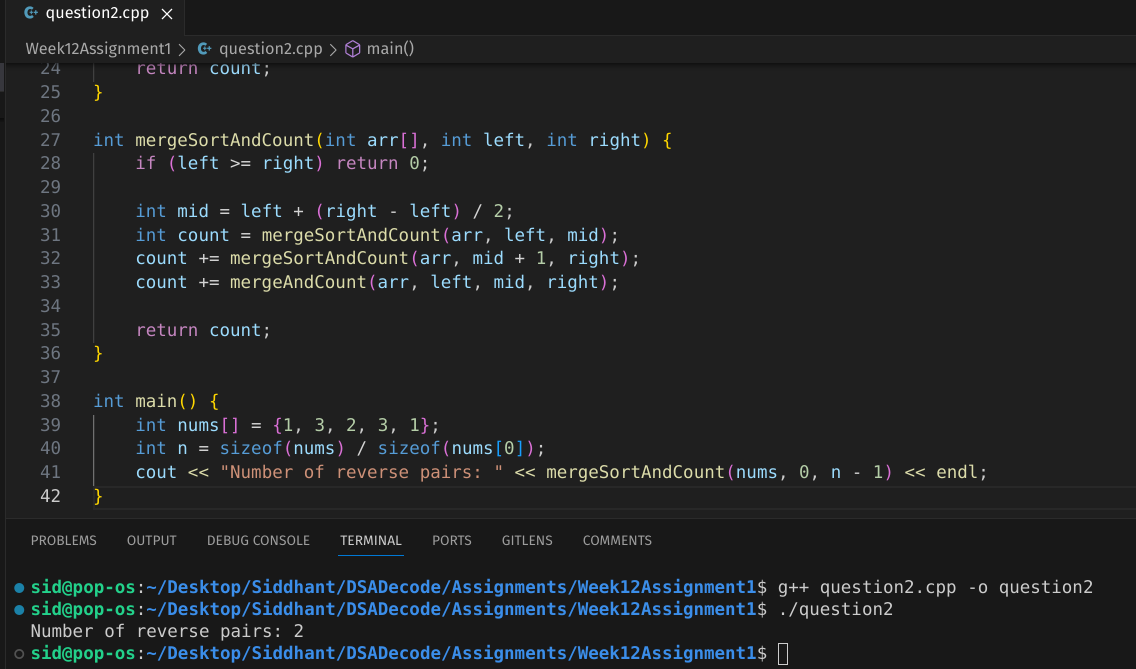 question2.cpp ×
Week12Assignment1 > question2.cpp > main()
24 return count;
25 }
26
27 int mergeSortAndCount(int arr[], int left, int right) {
28 if (left >= right) return 0;
29
30 int mid = left + (right - left) / 2;
31 int count = mergeSortAndCount(arr, left, mid);
32 count += mergeSortAndCount(arr, mid + 1, right);
33 count += mergeAndCount(arr, left, mid, right);
34
35 return count;
36 }
37
38 int main() {
39 int nums[] = {1, 3, 2, 3, 1};
40 int n = sizeof(nums) / sizeof(nums[0]);
41 cout << "Number of reverse pairs: " << mergeSortAndCount(nums, 0, n - 1) << endl;
42 }
PROBLEMS OUTPUT DEBUG CONSOLE TERMINAL PORTS GITLENS COMMENTS
sid@pop-os:~/Desktop/Siddhant/DSADecode/Assignments/Week12Assignment1$ g++ question2.cpp -o question2
sid@pop-os:~/Desktop/Siddhant/DSADecode/Assignments/Week12Assignment1$ ./question2
Number of reverse pairs: 2
sid@pop-os:~/Desktop/Siddhant/DSADecode/Assignments/Week12Assignment1$